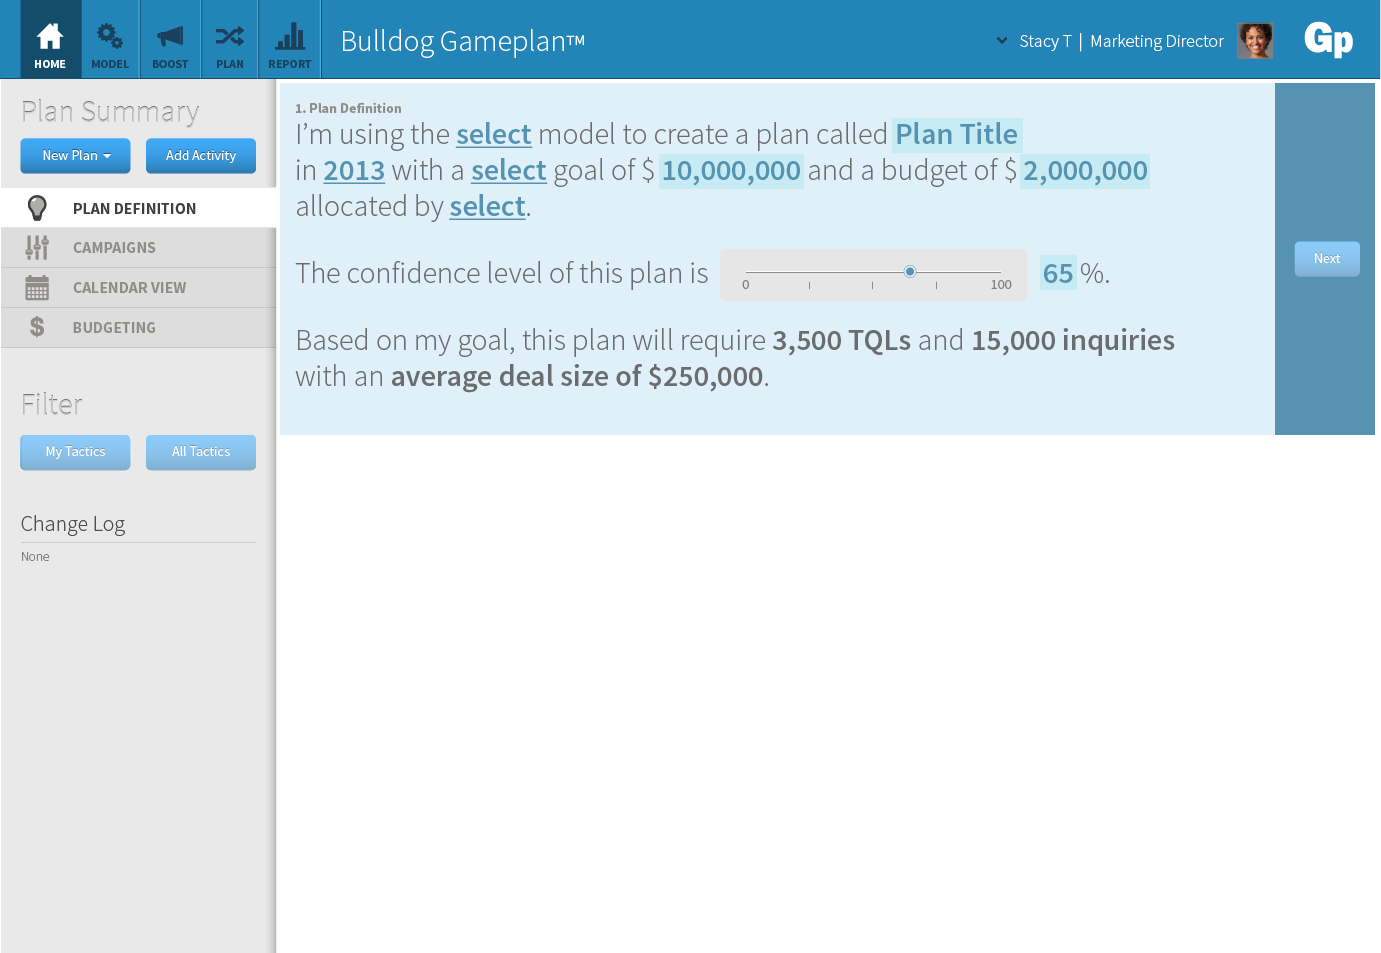 HOME
MODEL
BOOST
PLAN
REPORT
Bulldog Gameplan™
Stacy T | Marketing Director
Gp
Plan Summary
New Plan
Add Activity
PLAN DEFINITION
CAMPAIGNS
CALENDAR VIEW
$ BUDGETING
Filter
My Tactics
All Tactics
Change Log
None
1. Plan Definition
I’m using the select model to create a plan called Plan Title
in 2013 with a select goal of $ 10,000,000 and a budget of $ 2,000,000
allocated by select.
The confidence level of this plan is 65 %.
0 100
Based on my goal, this plan will require 3,500 TQLs and 15,000 inquiries
with an average deal size of $250,000.
Next